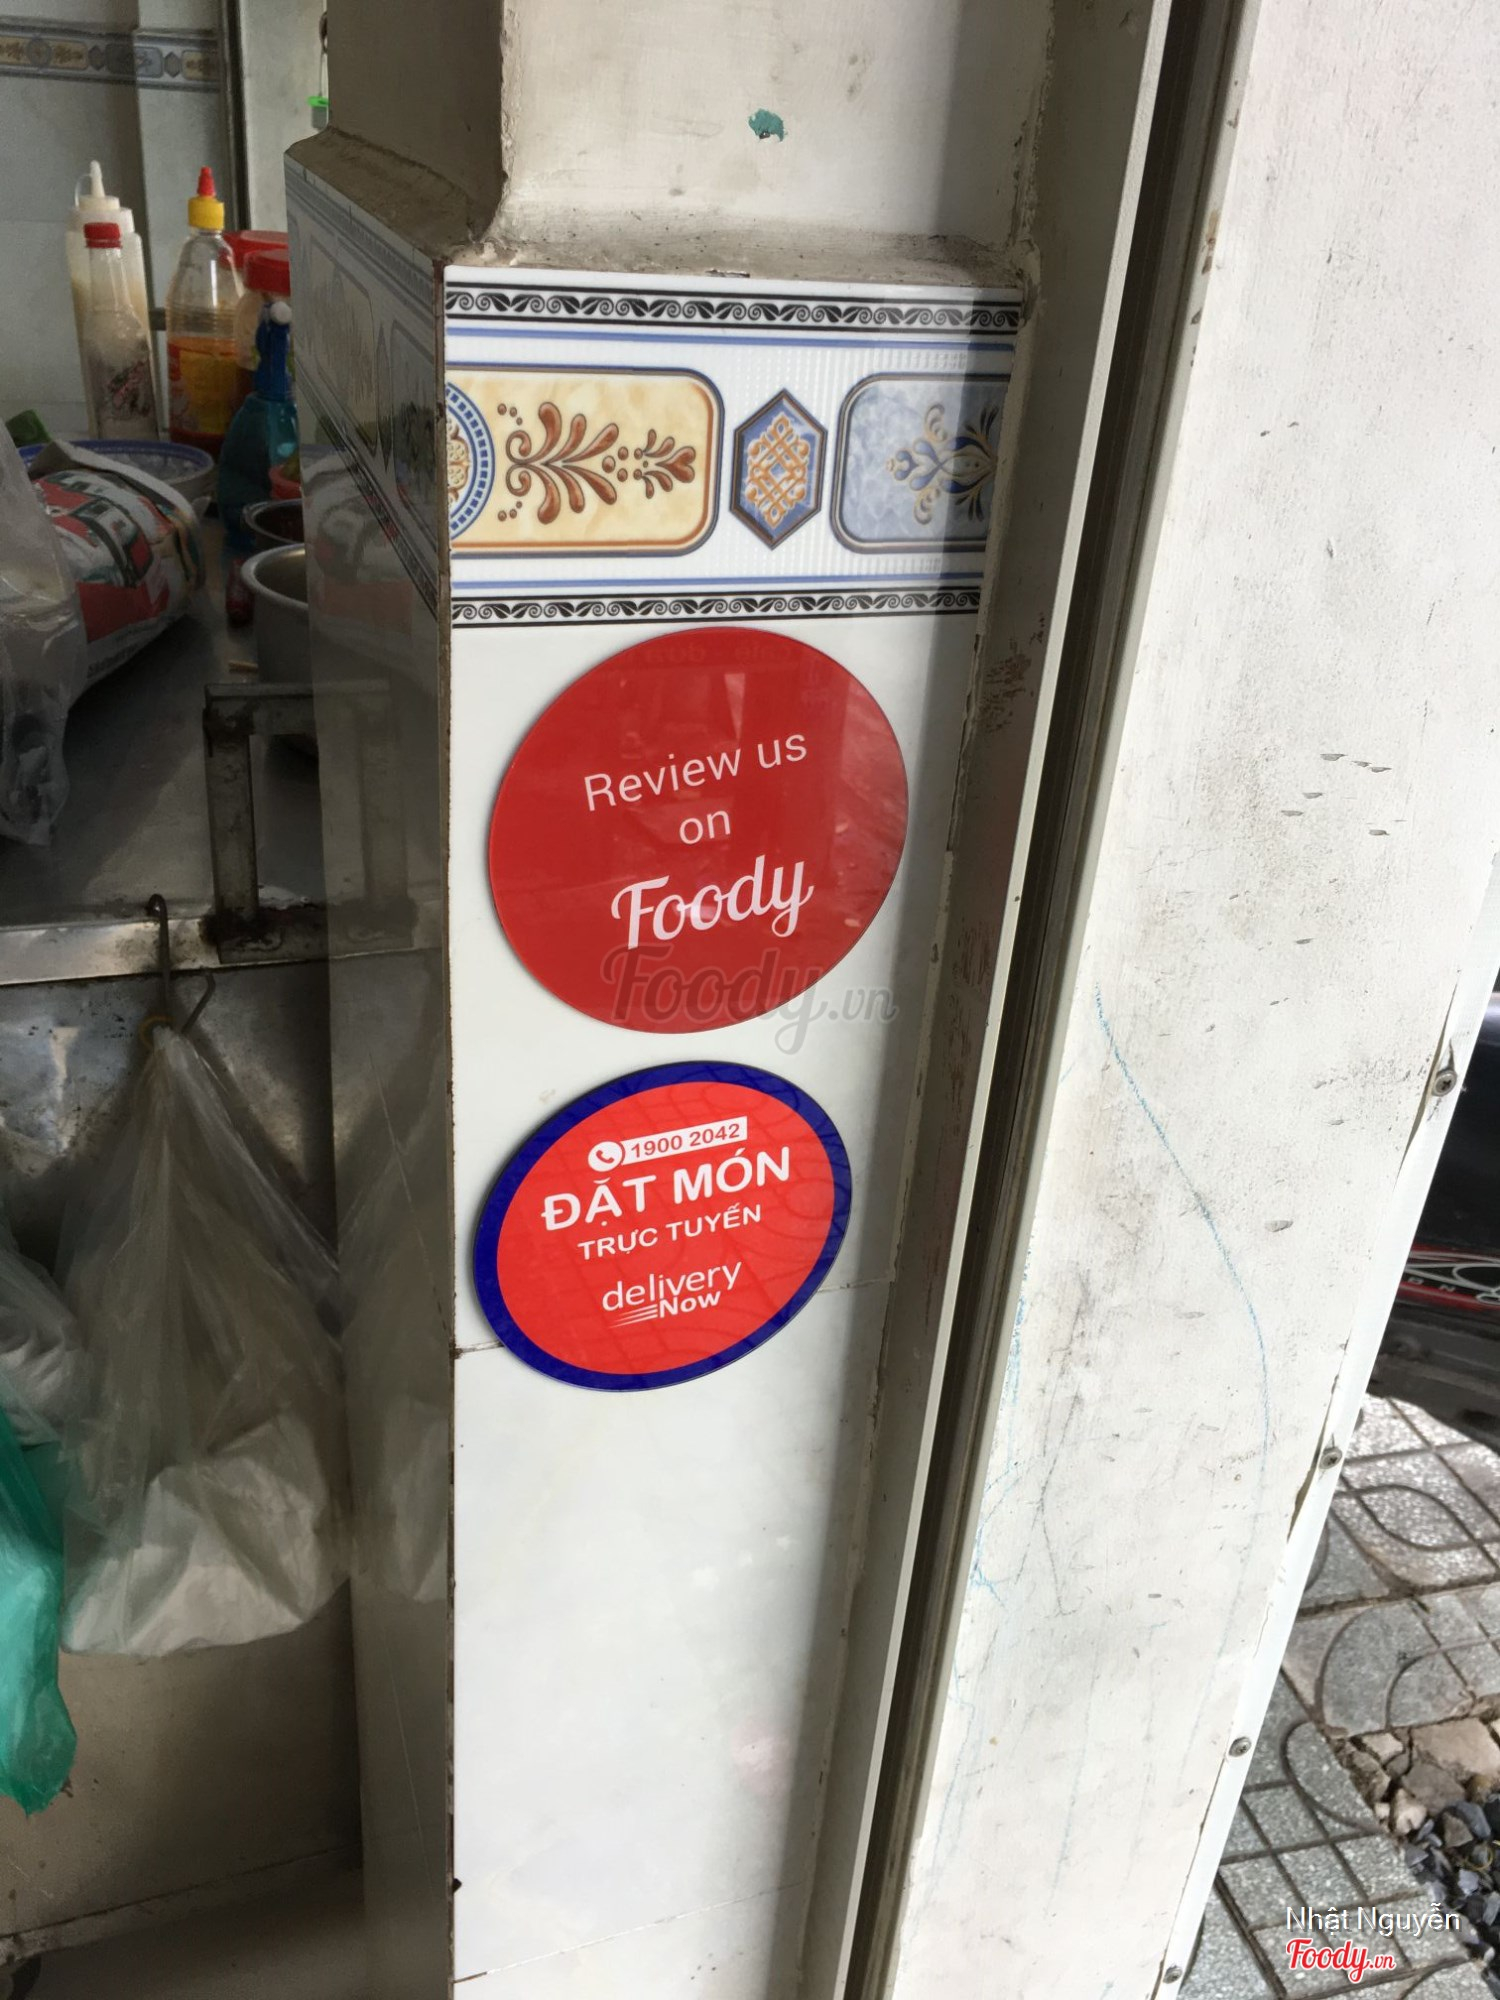 Review us
on
Foody
Foody.vn
1900 2042
ĐẶT MÓN
TRỰC TUYẾN
delivery
Now
Nhật Nguyễn
Foody.vn